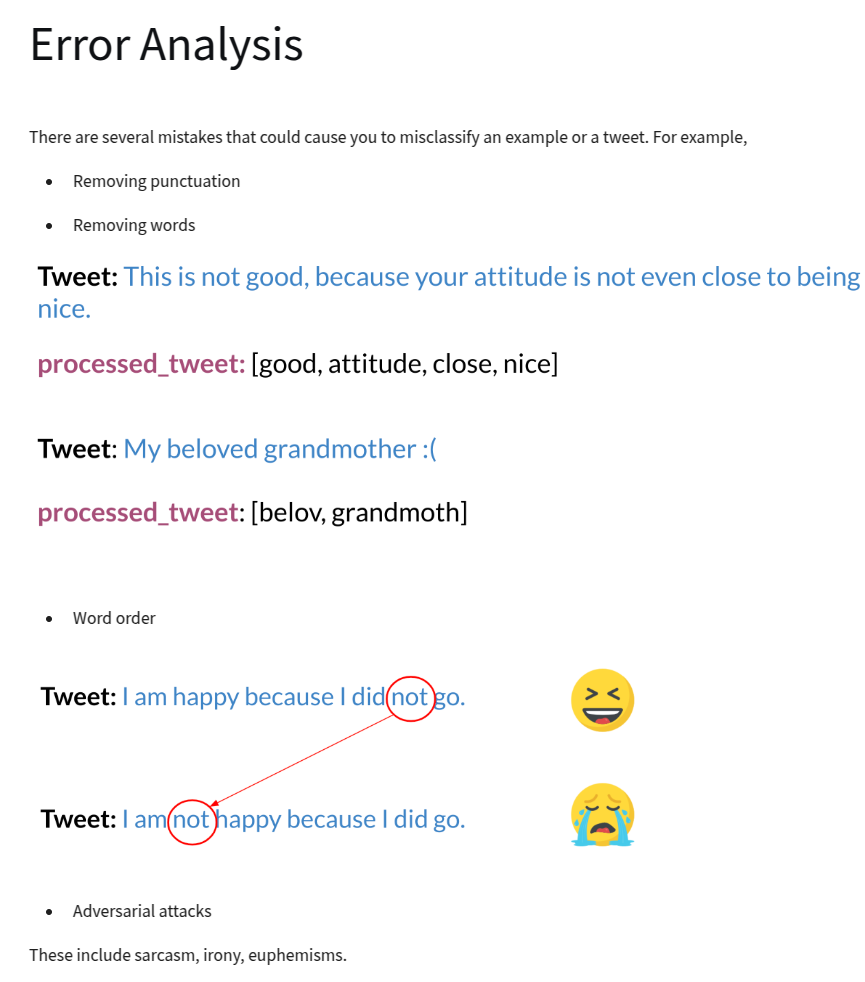 Error Analysis
There are several mistakes that could cause you to misclassify an example or a tweet. For example,
• Removing punctuation
• Removing words
Tweet: This is not good, because your attitude is not even close to being
nice.
processed_tweet: [good, attitude, close, nice]
Tweet: My beloved grandmother :(
processed_tweet: [belov, grandmoth]
• Word order
Tweet: I am happy because I did not go.
Tweet: I am not happy because I did go.
• Adversarial attacks
These include sarcasm, irony, euphemisms.